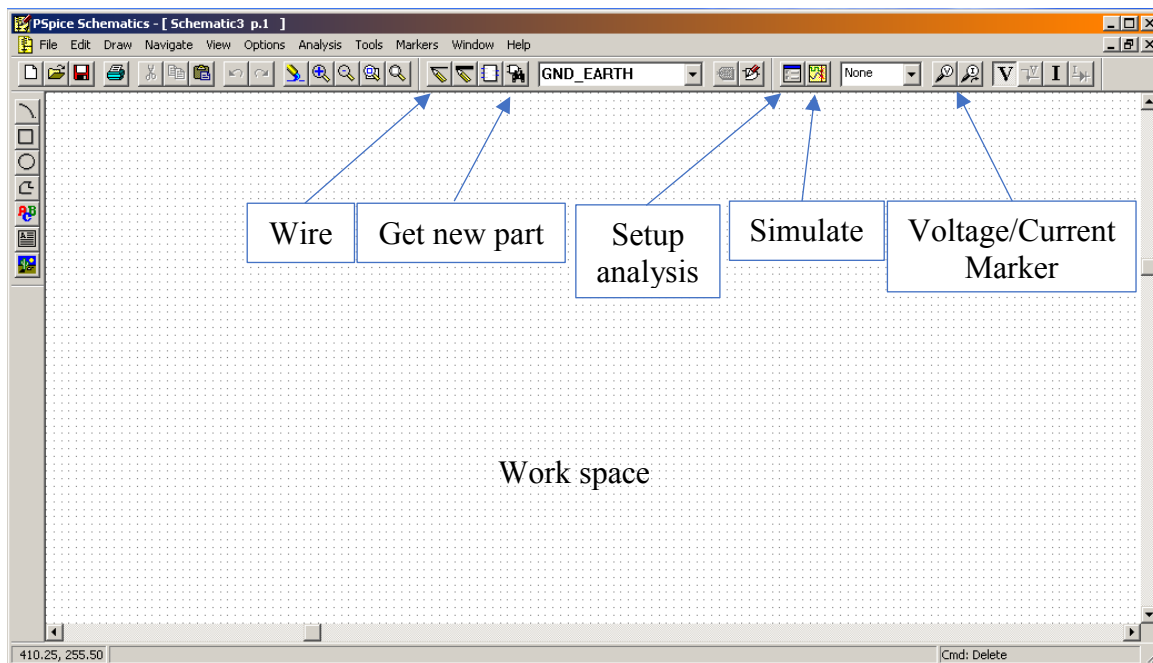 PSpice Schematics - [ Schematic3 p.1 ]
File Edit Draw Navigate View Options Analysis Tools Markers Window Help
GND_EARTH None V V I
ABC
Wire
Get new part
Setup
analysis
Simulate
Voltage/Current
Marker
Work space
410.25, 255.50 Cmd: Delete